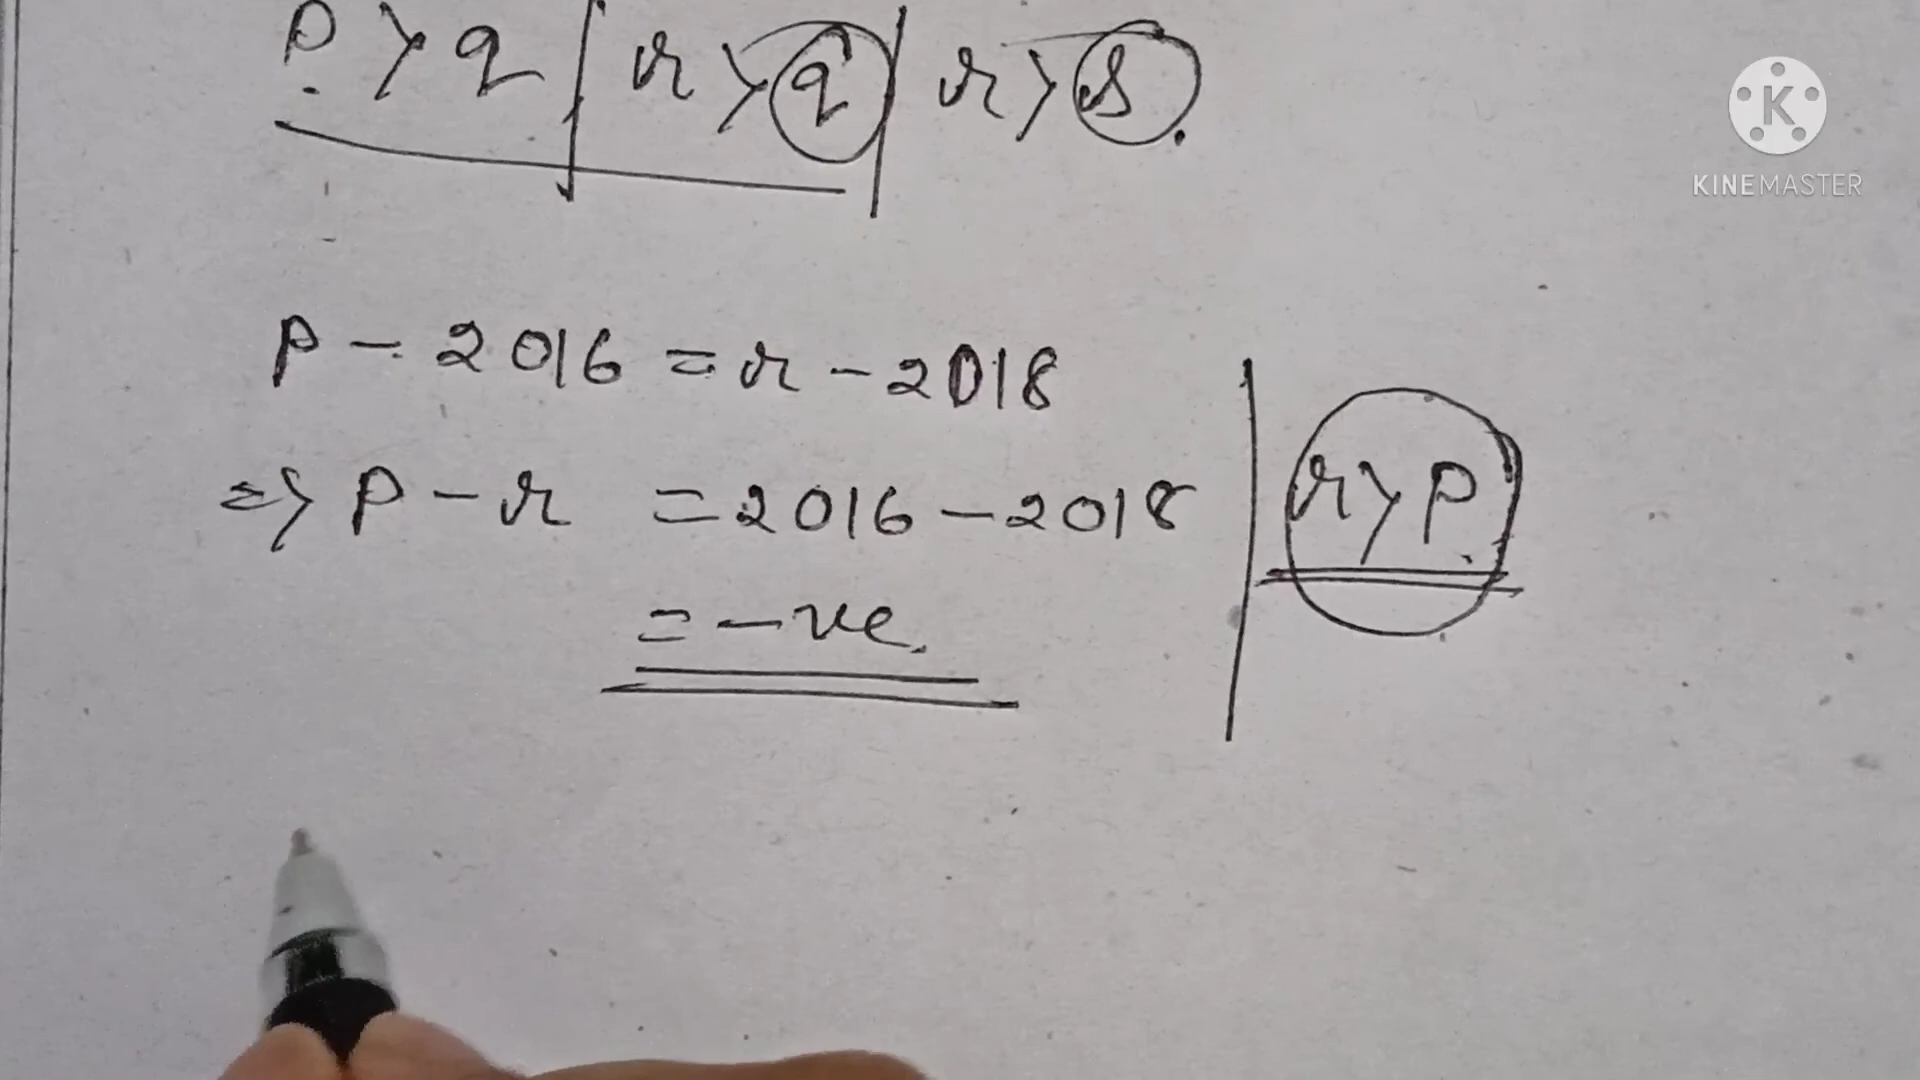 p > q | r > q | r > s.
K
KINEMASTER
p - 2016 = r - 2018
=> p - r = 2016 - 2018
= -ve.
r > p.